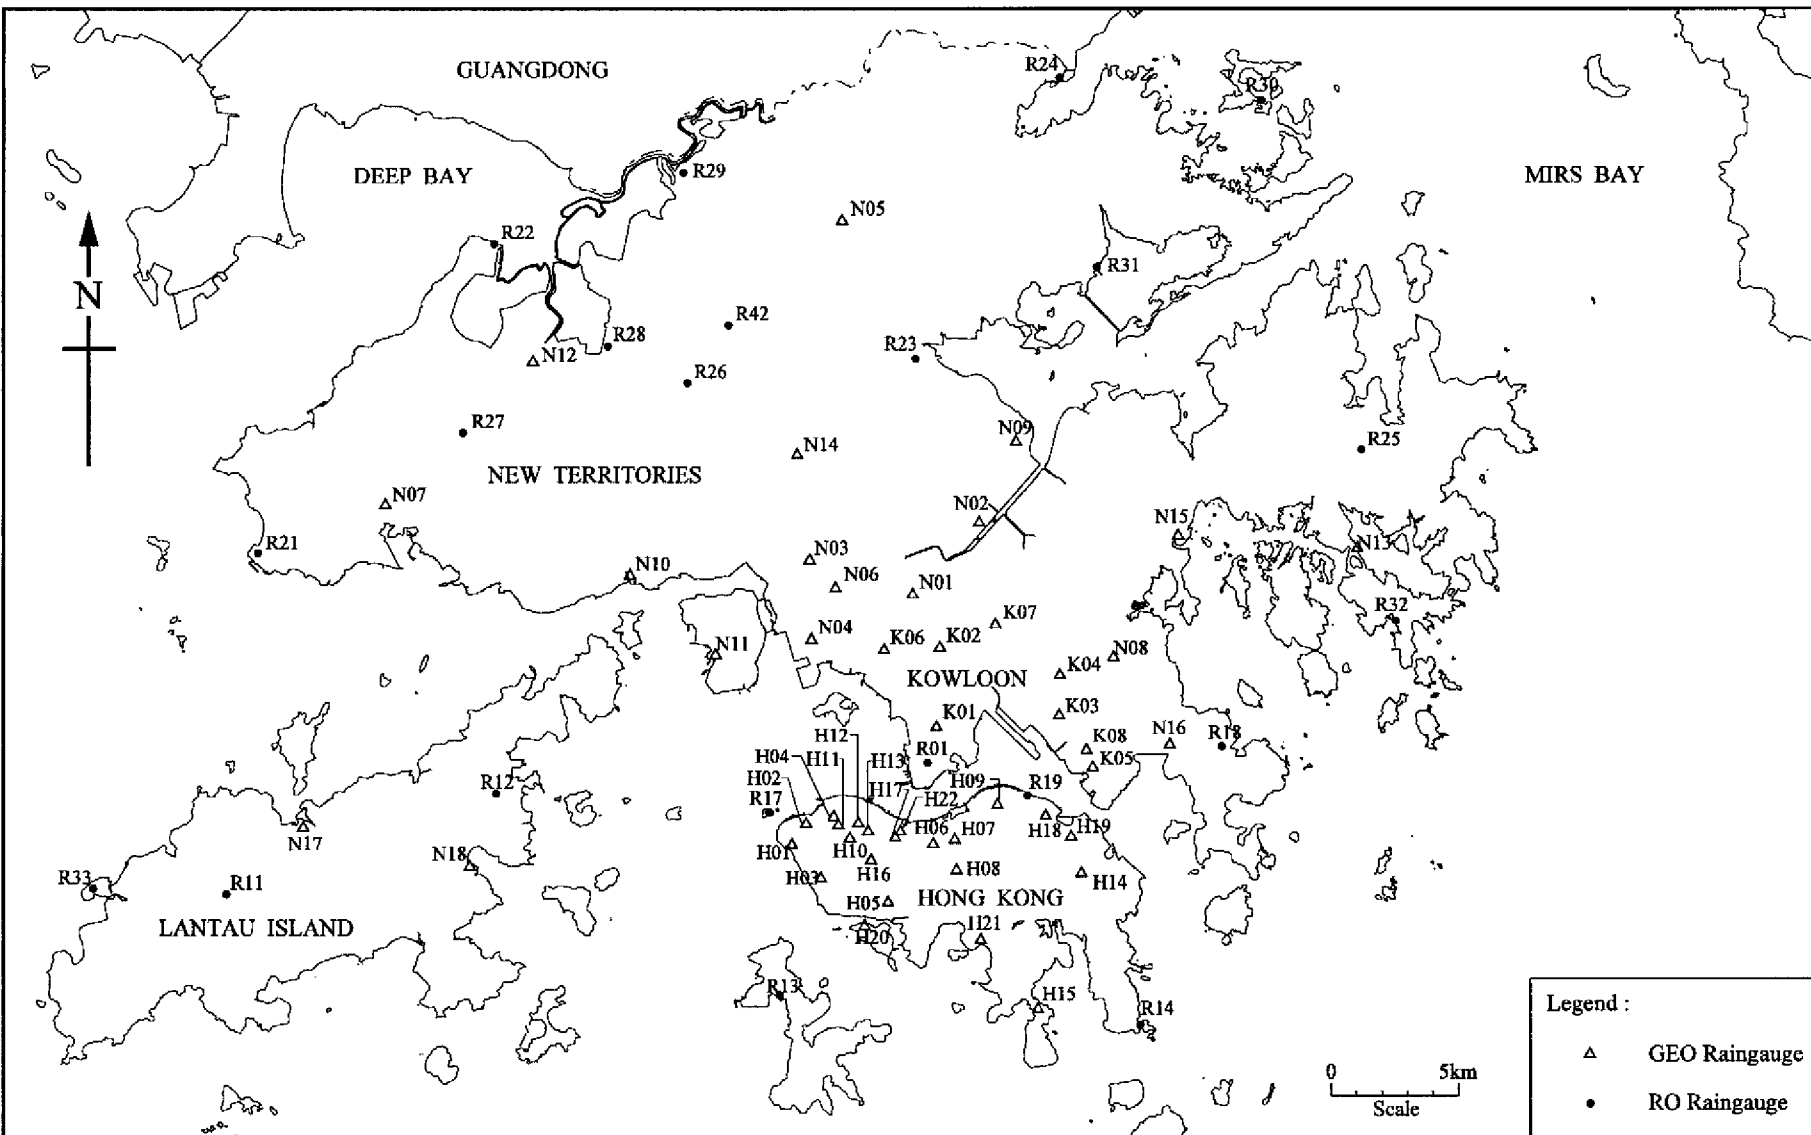 GUANGDONG
R24
R30
DEEP BAY
R29
MIRS BAY
N05
R22
R31
N
R42
R28
R23
N12
R26
R27
N09
R25
N14
NEW TERRITORIES
N07
N02
N15
R21
N13
N03
N10
N06
N01
R32
K07
N04
K06
K02
N11
N08
K04
KOWLOON
K03
K01
H12
N16
R18
H04
H11
R01
K08
H13
K05
H02
H09
R12
R17
H17
H22
R19
H06
H07
H18
H19
N17
H01
H10
N18
H16
H08
H03
R33
R11
H14
H05
HONG KONG
LANTAU ISLAND
H20
H21
R13
H15
R14
Legend :
GEO Raingauge
RO Raingauge
0
5km
Scale